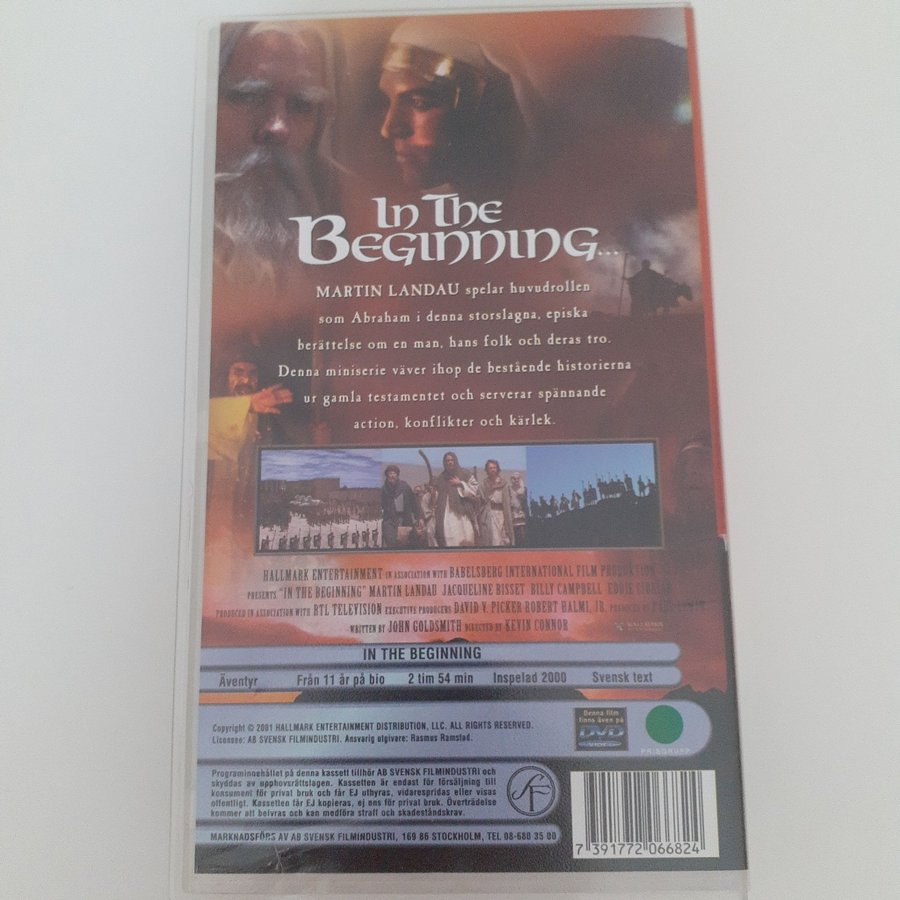 In The
Beginning...
MARTIN LANDAU spelar huvudrollen
som Abraham i denna storslagna, episka
berättelse om en man, hans folk och deras tro.
Denna miniserie väver ihop de bestående historierna
ur gamla testamentet och serverar spännande
action, konflikter och kärlek.
HALLMARK ENTERTAINMENT IN ASSOCIATION WITH BABELSBERG INTERNATIONAL FILM PRODUKTION
PRESENTS "IN THE BEGINNING" MARTIN LANDAU JACQUELINE BISSET BILLY CAMPBELL EDDIE
PRODUCED IN ASSOCIATION WITH RTL TELEVISION EXECUTIVE PRODUCERS DAVID V. PICKER ROBERT HALMI, JR. PRODUCED BY
WRITTEN BY JOHN GOLDSMITH DIRECTED BY KEVIN CONNOR
IN THE BEGINNING
Äventyr Från 11 år på bio 2 tim 54 min Inspelad 2000 Svensk text
Copyright © 2001 HALLMARK ENTERTAINMENT DISTRIBUTION, LLC. ALL RIGHTS RESERVED.
Licensee: AB SVENSK FILMINDUSTRI. Ansvarig utgivare: Rasmus Ramstad.
Denna film
finns även på
DVD
VIDEO
PRISGRUPP
Programinnehållet på denna kassett tillhör AB SVENSK FILMINDUSTRI och
skyddas av upphovsrättslagen. Kassetten är endast för försäljning till
konsument för privat bruk och får EJ uthyras, vidarespridas eller visas
offentligt. Kassetten får EJ kopieras, ej ens för privat bruk. Överträdelse
kommer att beivras och kan medföra straff och skadeståndskrav.
SF
MARKNADSFÖRS AV AB SVENSK FILMINDUSTRI, 169 86 STOCKHOLM, TEL 08-680 35 00
7 391772 066824